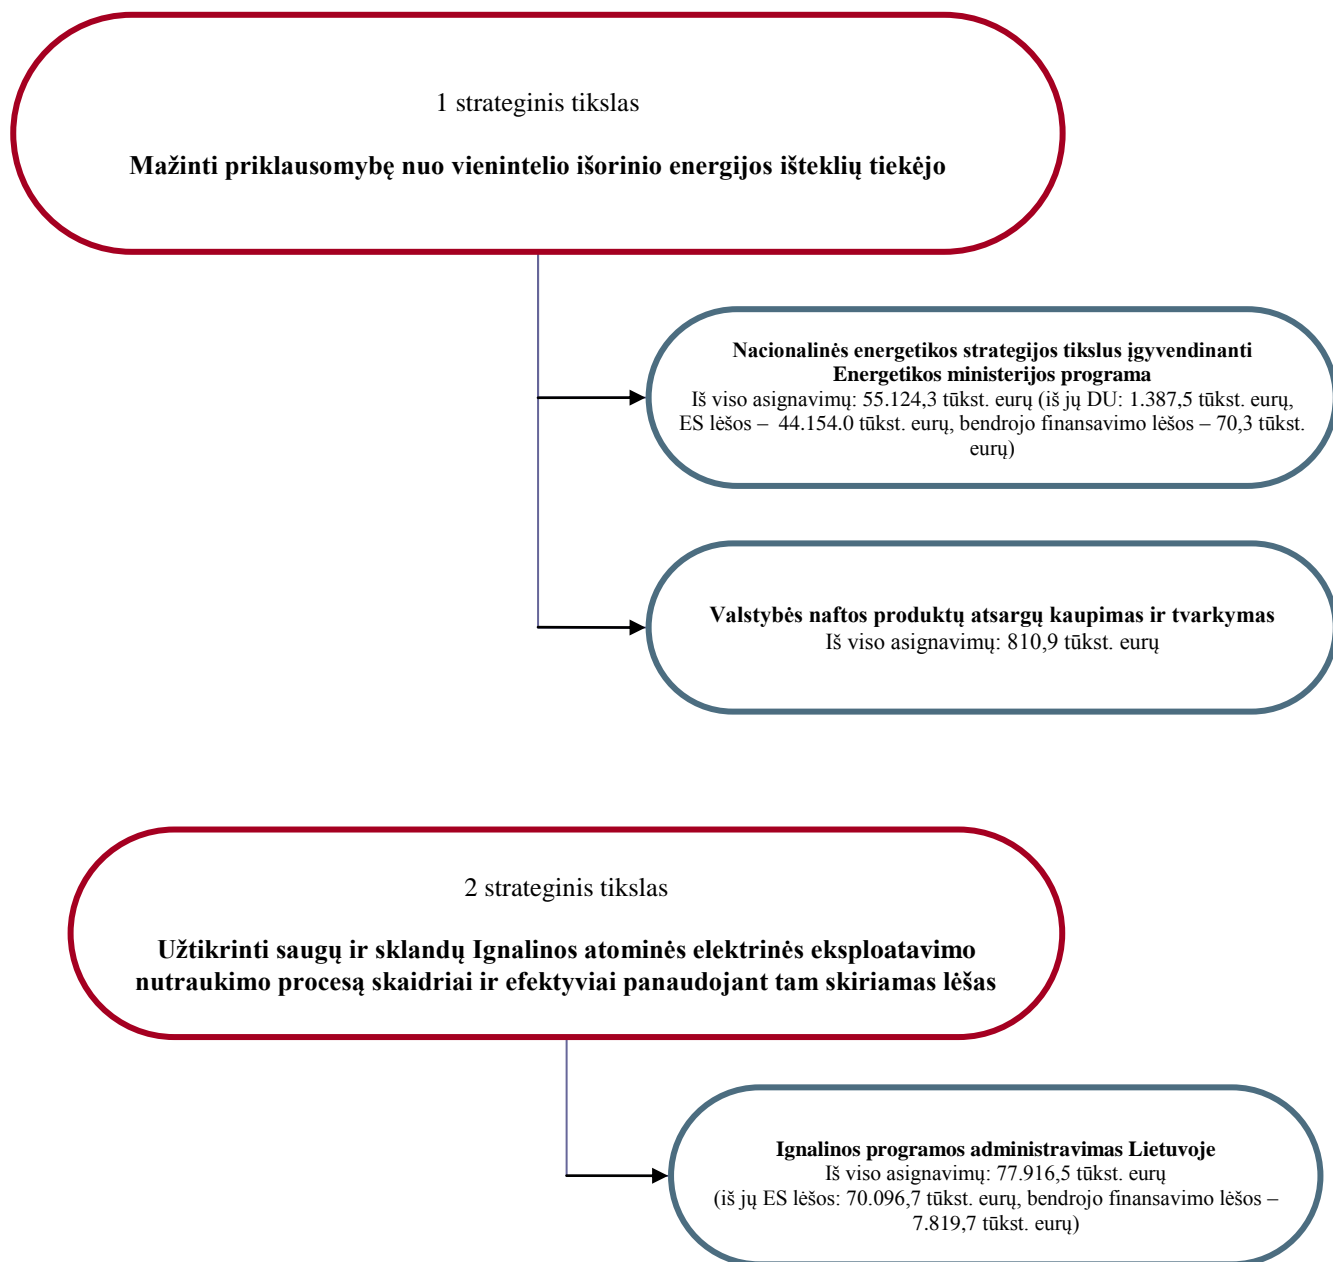 1 strateginis tikslas
Mažinti priklausomybę nuo vienintelio išorinio energijos išteklių tiekėjo
Nacionalinės energetikos strategijos tikslus įgyvendinanti
Energetikos ministerijos programa
Iš viso asignavimų: 55.124,3 tūkst. eurų (iš jų DU: 1.387,5 tūkst. eurų,
ES lėšos – 44.154.0 tūkst. eurų, bendrojo finansavimo lėšos – 70,3 tūkst.
eurų)
Valstybės naftos produktų atsargų kaupimas ir tvarkymas
Iš viso asignavimų: 810,9 tūkst. eurų
2 strateginis tikslas
Užtikrinti saugų ir sklandų Ignalinos atominės elektrinės eksploatavimo
nutraukimo procesą skaidriai ir efektyviai panaudojant tam skiriamas lėšas
Ignalinos programos administravimas Lietuvoje
Iš viso asignavimų: 77.916,5 tūkst. eurų
(iš jų ES lėšos: 70.096,7 tūkst. eurų, bendrojo finansavimo lėšos –
7.819,7 tūkst. eurų)